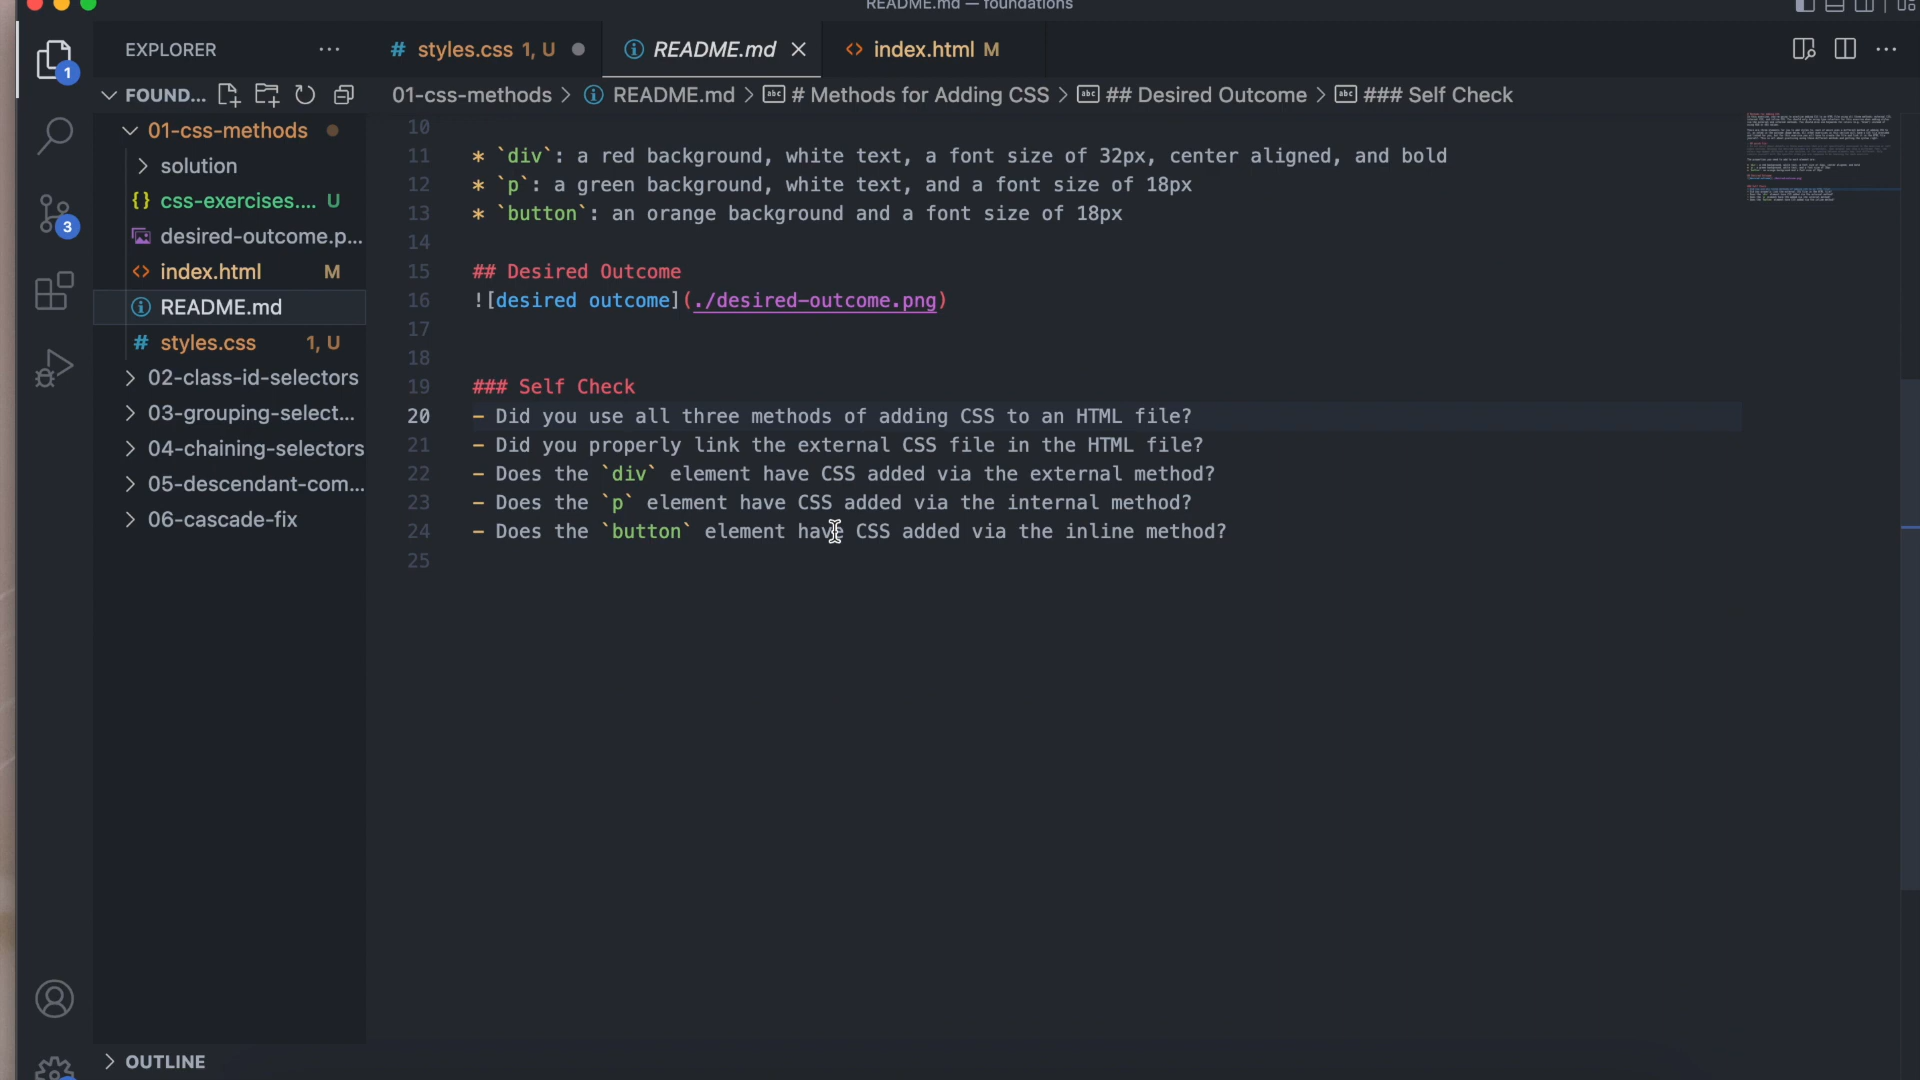 README.md — foundations
EXPLORER ...
# styles.css 1, U
README.md
<> index.html M
FOUND...
01-css-methods > README.md > # Methods for Adding CSS > ## Desired Outcome > ### Self Check
01-css-methods
solution
{} css-exercises.... U
desired-outcome.p...
<> index.html M
README.md
# styles.css 1, U
02-class-id-selectors
03-grouping-select...
04-chaining-selectors
05-descendant-com...
06-cascade-fix
OUTLINE
1
3
10
11 * `div`: a red background, white text, a font size of 32px, center aligned, and bold
12 * `p`: a green background, white text, and a font size of 18px
13 * `button`: an orange background and a font size of 18px
14
15 ## Desired Outcome
16 ![desired outcome](./desired-outcome.png)
17
18
19 ### Self Check
20 - Did you use all three methods of adding CSS to an HTML file?
21 - Did you properly link the external CSS file in the HTML file?
22 - Does the `div` element have CSS added via the external method?
23 - Does the `p` element have CSS added via the internal method?
24 - Does the `button` element have CSS added via the inline method?
25